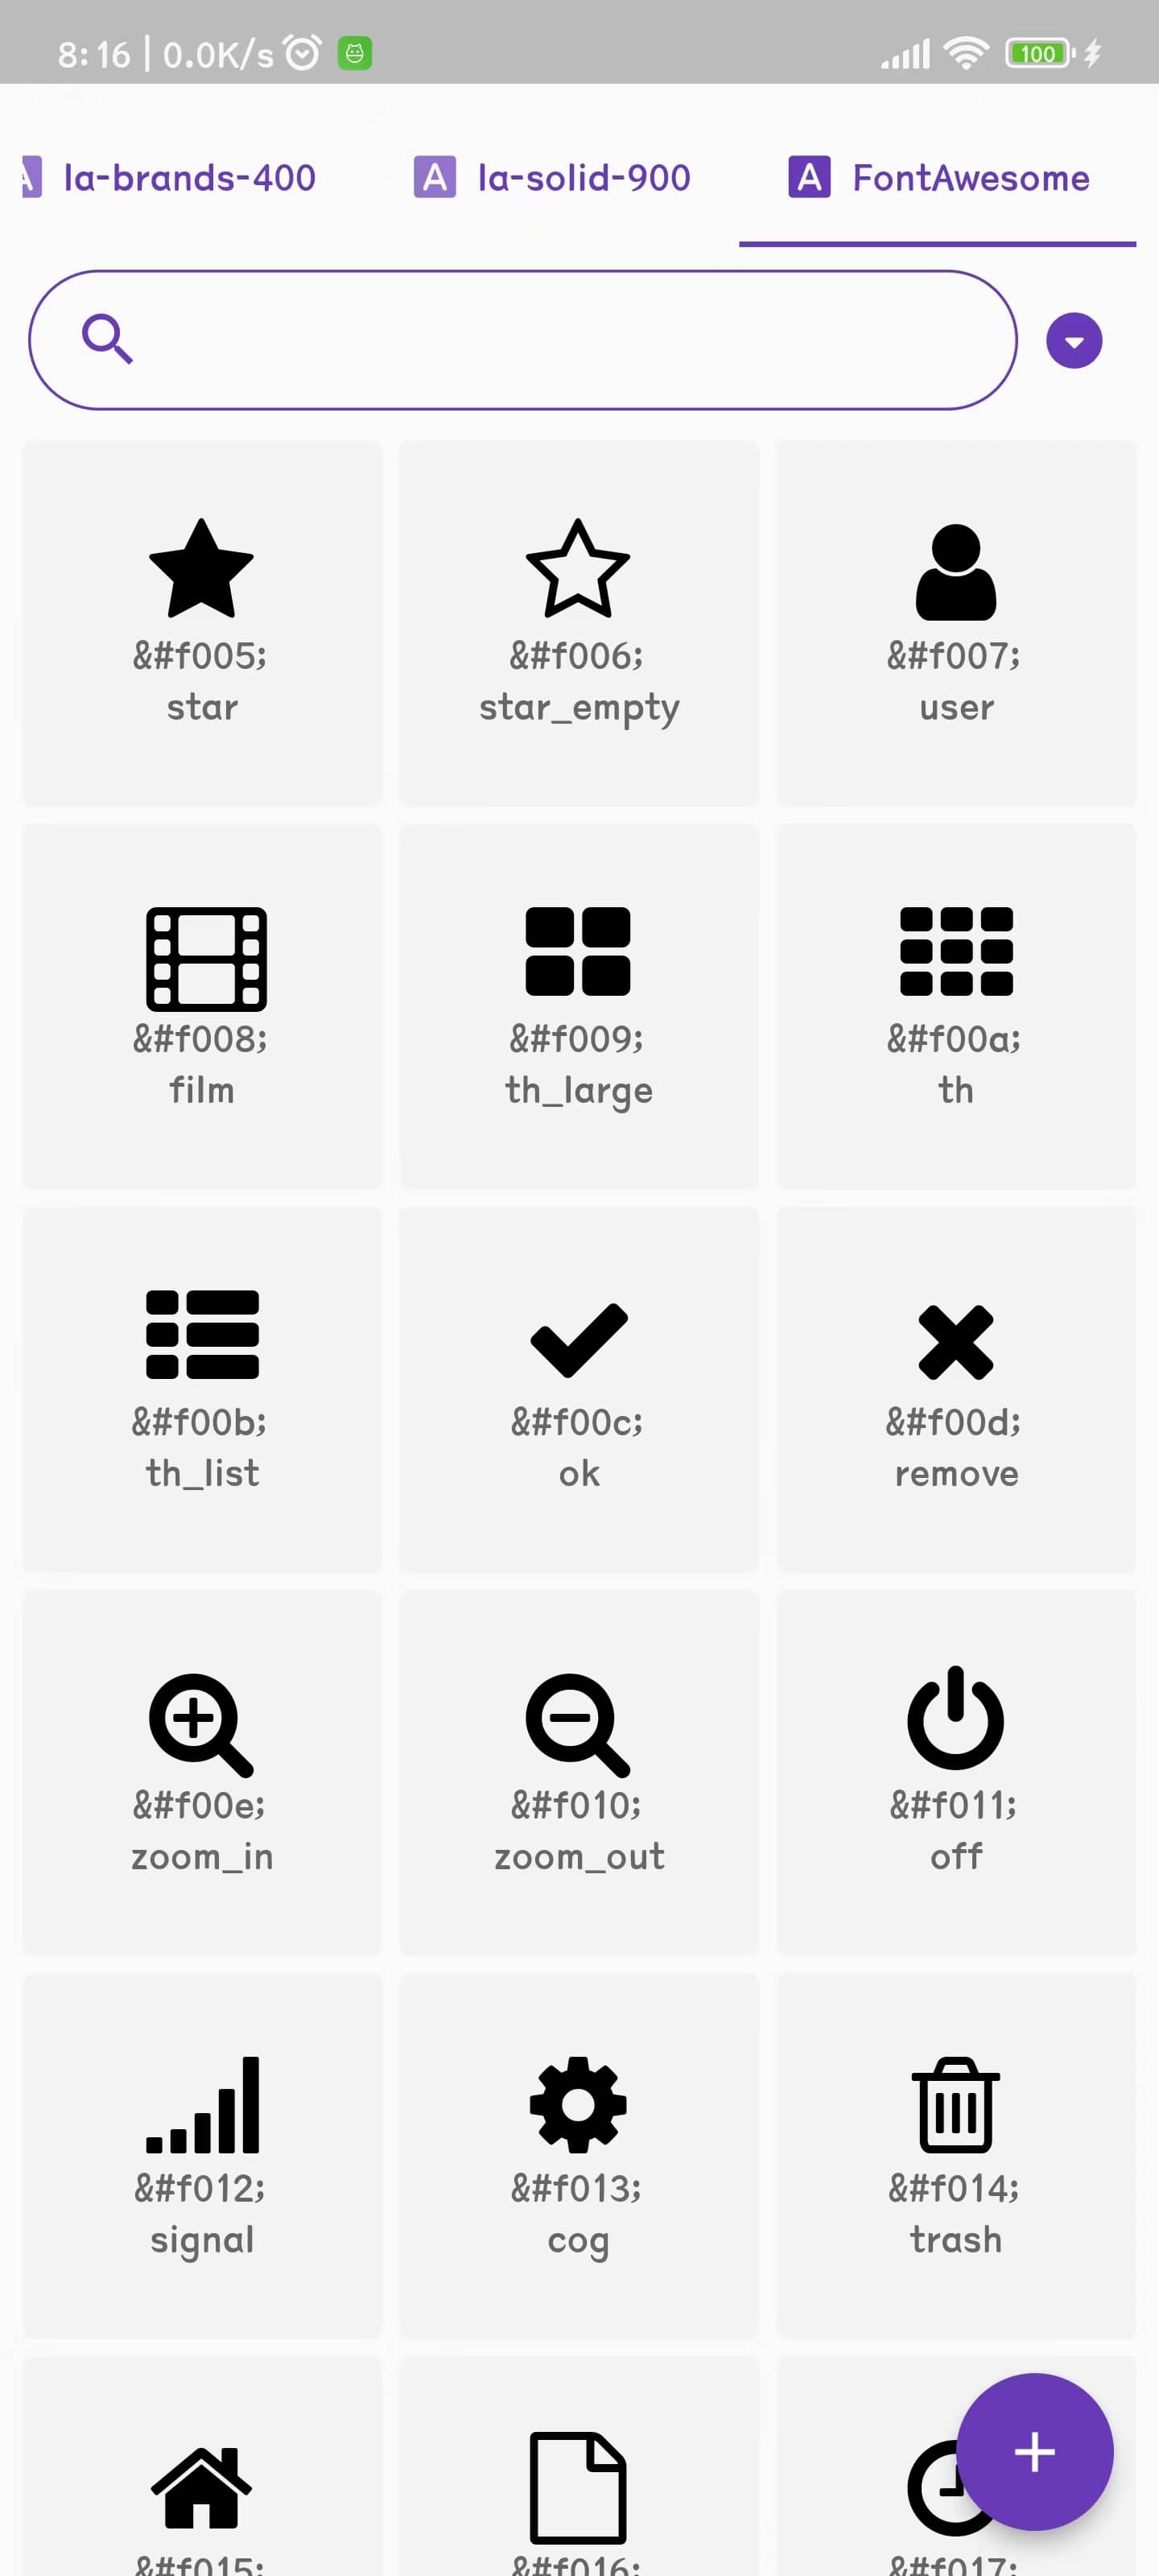 8:16 | 0.0K/s
100
la-brands-400
A la-solid-900
A FontAwesome
&#f005;
star
&#f006;
star_empty
&#f007;
user
&#f008;
film
&#f009;
th_large
&#f00a;
th
&#f00b;
th_list
&#f00c;
ok
&#f00d;
remove
&#f00e;
zoom_in
&#f010;
zoom_out
&#f011;
off
&#f012;
signal
&#f013;
cog
&#f014;
trash
&#f015;
&#f016;
&#f017;